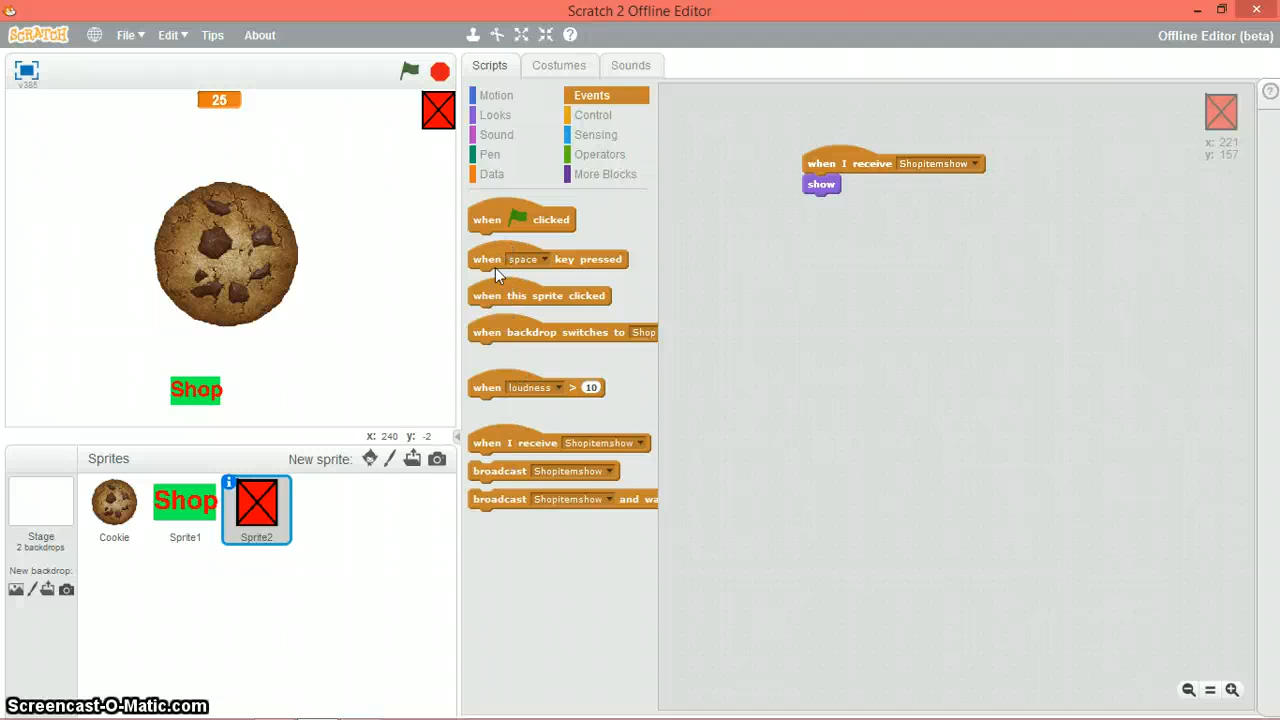 Scratch 2 Offline Editor
SCRATCH File Edit Tips About Offline Editor (beta)
v385
25
Shop
x: 240 y: -2
Sprites New sprite:
Stage
2 backdrops
New backdrop:
Cookie
Shop
Sprite1
Sprite2
Scripts Costumes Sounds
Motion Events
Looks Control
Sound Sensing
Pen Operators
Data More Blocks
when clicked
when space key pressed
when this sprite clicked
when backdrop switches to Shop
when loudness > 10
when I receive Shopitemshow
broadcast Shopitemshow
broadcast Shopitemshow and wa
when I receive Shopitemshow
show
x: 221
y: 157
Screencast-O-Matic.com